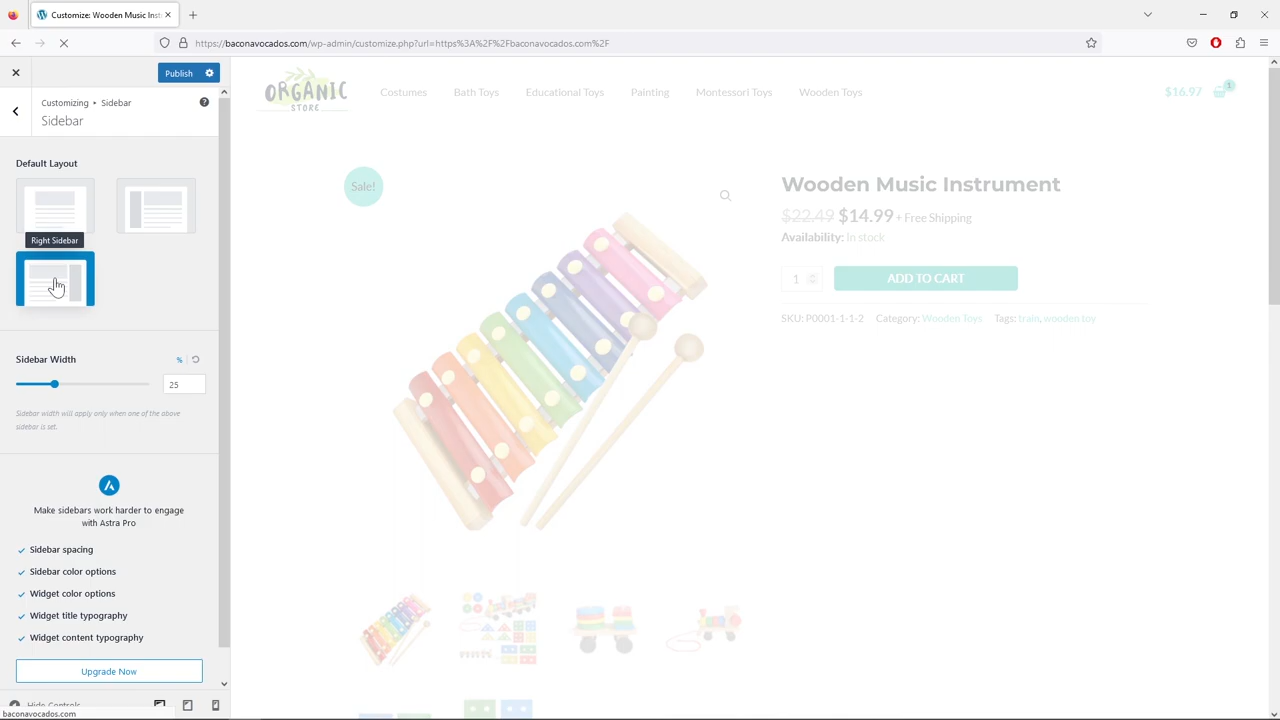 Customize: Wooden Music Inst
https://baconavocados.com/wp-admin/customize.php?url=https%3A%2F%2Fbaconavocados.com%2F
Publish
Customizing ▸ Sidebar
Sidebar
Default Layout
Right Sidebar
Sidebar Width
%
25
Sidebar width will apply only when one of the above
sidebar is set.
Make sidebars work harder to engage
with Astra Pro
Sidebar spacing
Sidebar color options
Widget color options
Widget title typography
Widget content typography
Upgrade Now
Hide Controls
baconavocados.com
ORGANIC
STORE
Costumes
Bath Toys
Educational Toys
Painting
Montessori Toys
Wooden Toys
$16.97
1
Sale!
Wooden Music Instrument
$22.49 $14.99 + Free Shipping
Availability: In stock
1
ADD TO CART
SKU: P0001-1-1-2 Category: Wooden Toys Tags: train, wooden toy